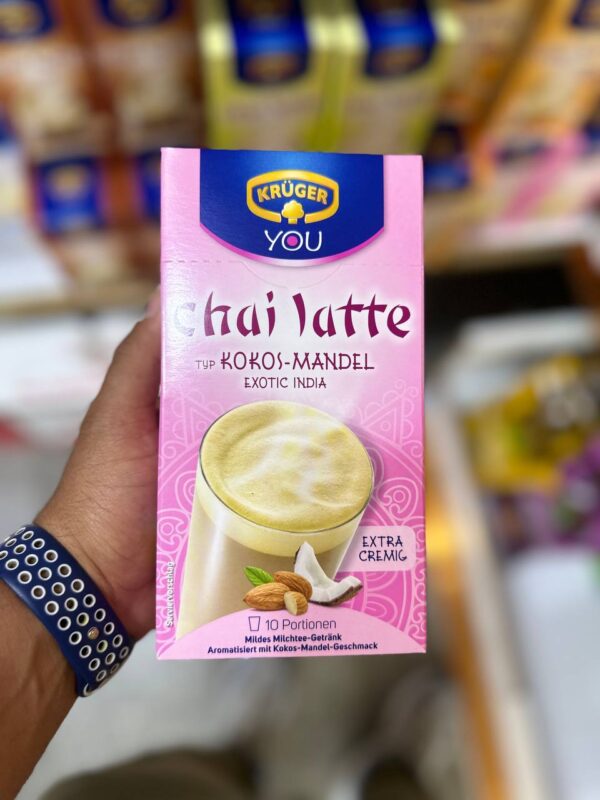 KRÜGER
YOU
chai latte
TYP KOKOS-MANDEL
EXOTIC INDIA
EXTRA
CREMIG
10 Portionen
Mildes Milchtee-Getränk
Aromatisiert mit Kokos-Mandel-Geschmack
Serviervorschlag